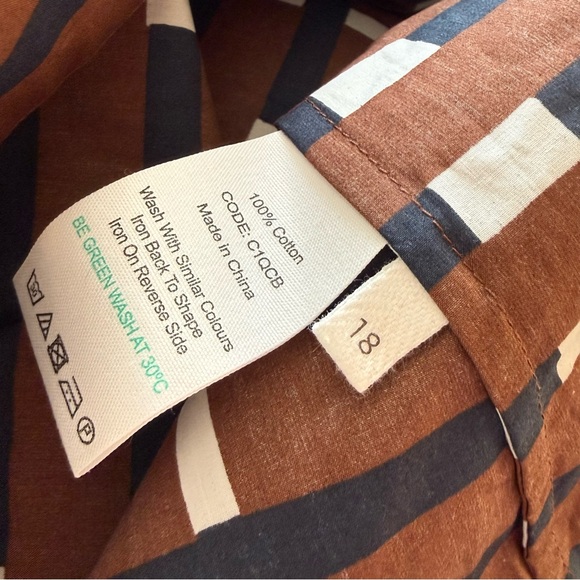 100% Cotton
CODE: C1QCB
Made in China
Wash With Similar Colours
Iron Back To Shape
Iron On Reverse Side
BE GREEN WASH AT 30ºC
P
18